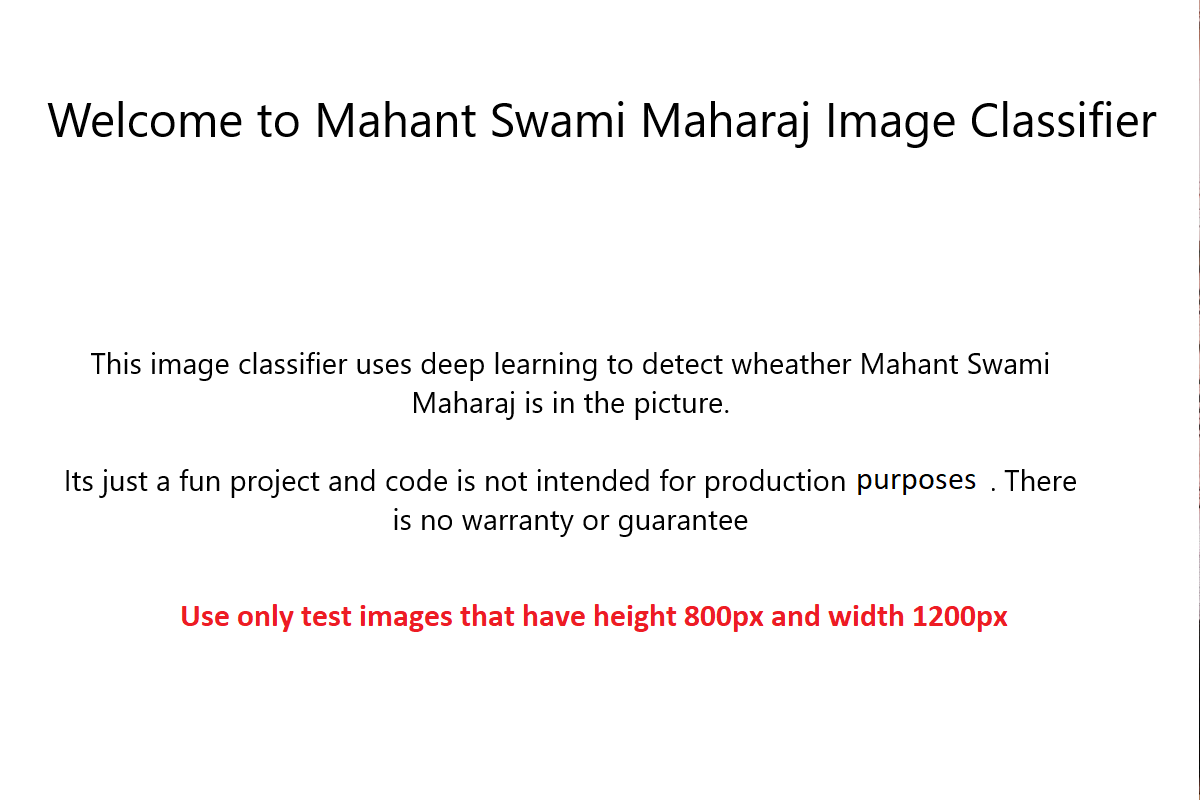 Welcome to Mahant Swami Maharaj Image Classifier
This image classifier uses deep learning to detect wheather Mahant Swami
Maharaj is in the picture.
Its just a fun project and code is not intended for production purposes . There
is no warranty or guarantee
Use only test images that have height 800px and width 1200px